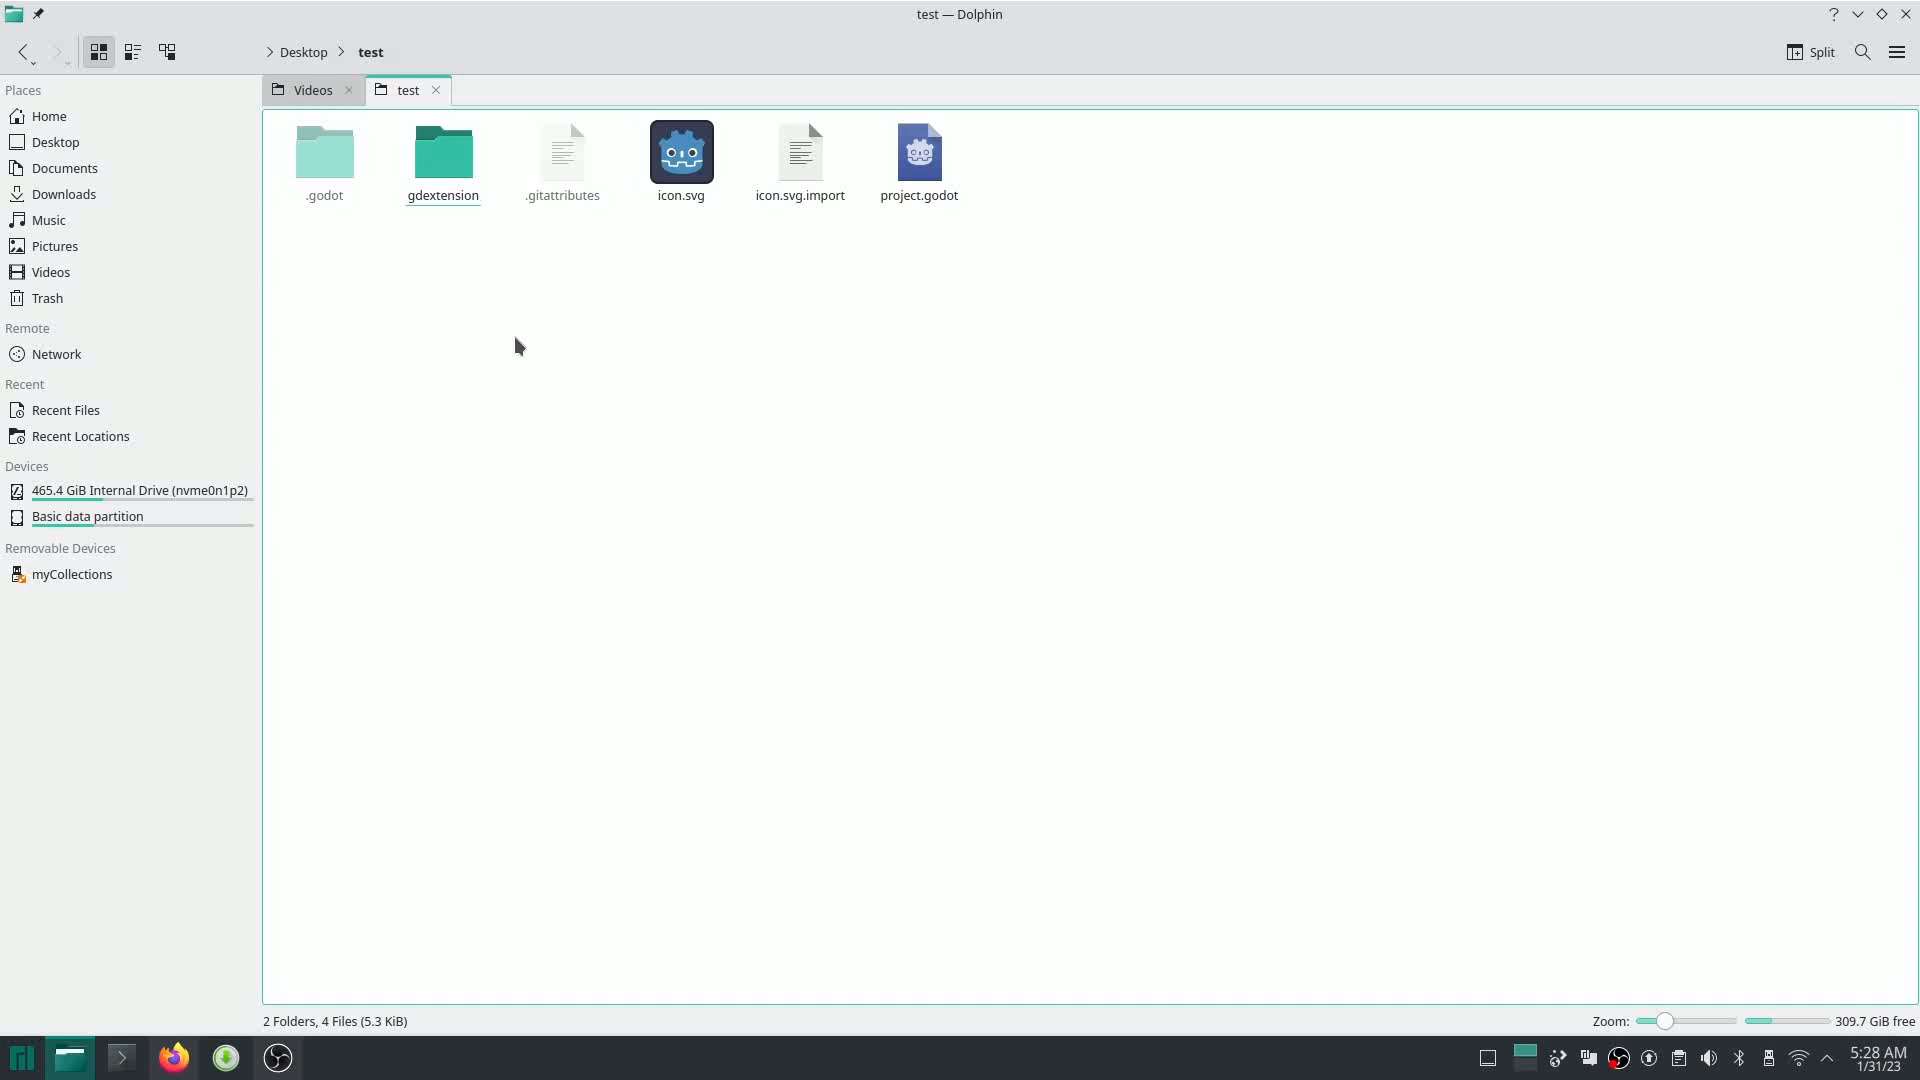 test — Dolphin
Desktop
test
Split
Places
Home
Desktop
Documents
Downloads
Music
Pictures
Videos
Trash
Remote
Network
Recent
Recent Files
Recent Locations
Devices
465.4 GiB Internal Drive (nvme0n1p2)
Basic data partition
Removable Devices
myCollections
Videos
test
.godot
gdextension
.gitattributes
icon.svg
icon.svg.import
project.godot
2 Folders, 4 Files (5.3 KiB)
Zoom:
309.7 GiB free
5:28 AM
1/31/23